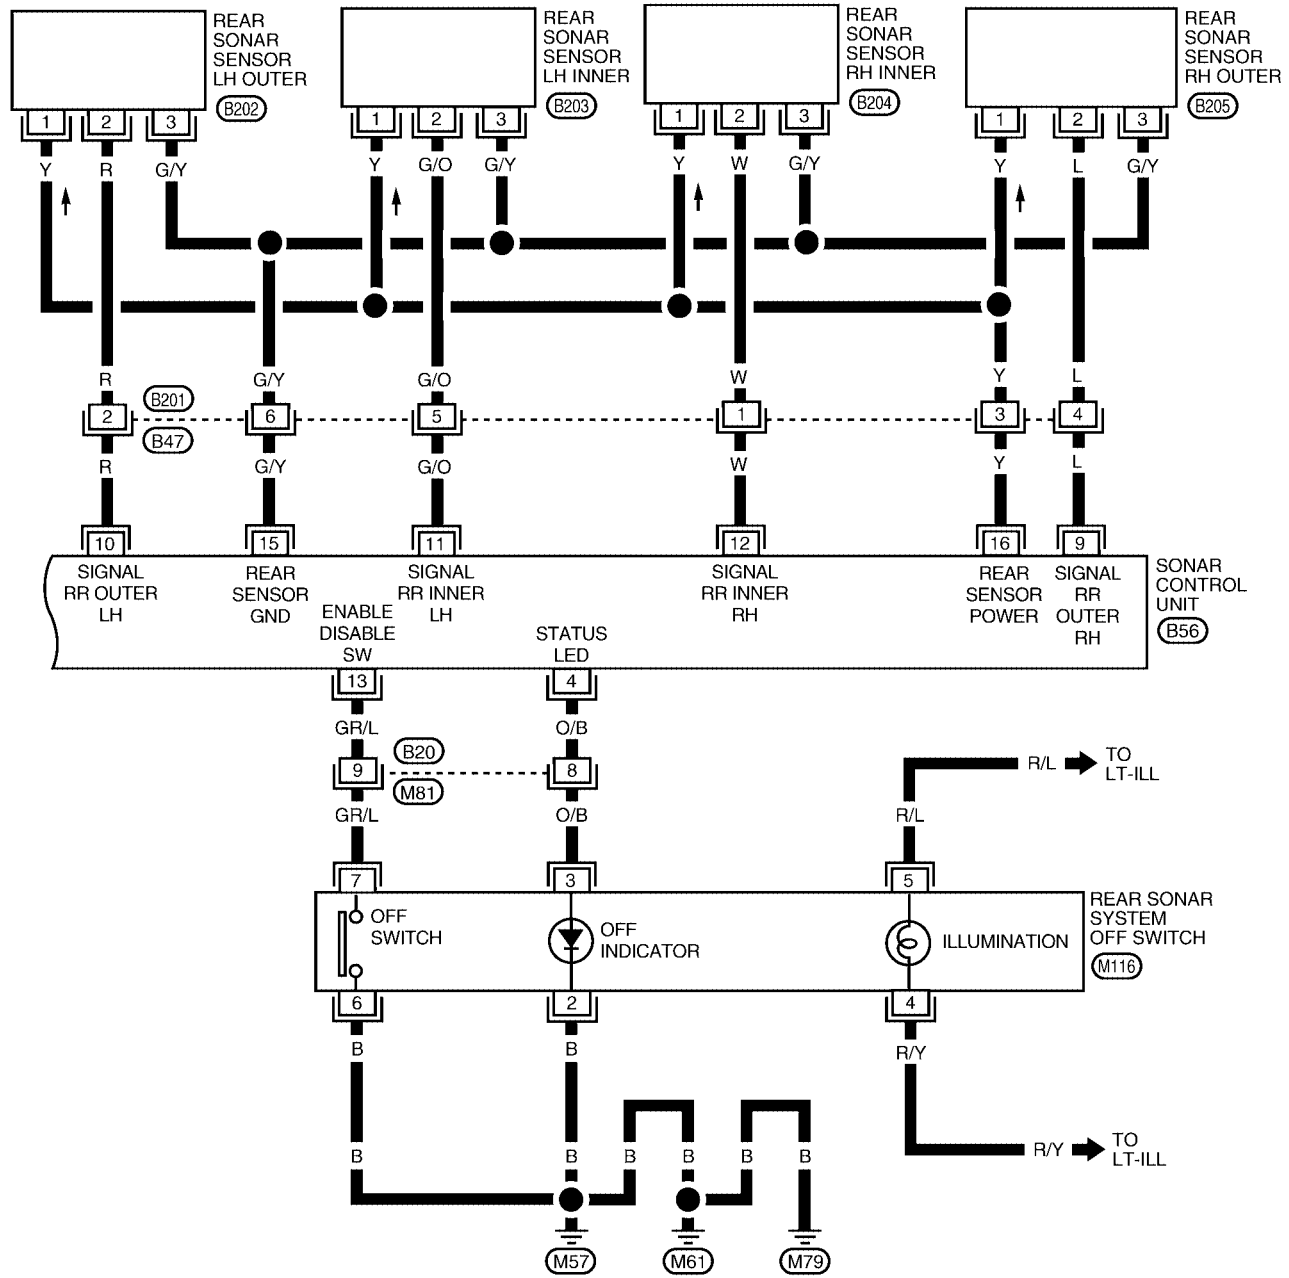 REAR
SONAR
SENSOR
LH OUTER
B202
REAR
SONAR
SENSOR
LH INNER
B203
REAR
SONAR
SENSOR
RH INNER
B204
REAR
SONAR
SENSOR
RH OUTER
B205
1 2 3
1 2 3
1 2 3
1 2 3
Y R G/Y
Y G/O G/Y
Y W G/Y
Y L G/Y
R G/Y G/O W Y L
B201
2 6 5 1 3 4
B47
R G/Y G/O W Y L
10 15 11 12 16 9
SIGNAL
RR OUTER
LH
REAR
SENSOR
GND
SIGNAL
RR INNER
LH
SIGNAL
RR INNER
RH
REAR
SENSOR
POWER
SIGNAL
RR
OUTER
RH
SONAR
CONTROL
UNIT
B56
ENABLE
DISABLE
SW
STATUS
LED
13 4
GR/L O/B
B20
9 8
M81
GR/L O/B
R/L
TO
LT-ILL
R/L
7 3 5
OFF
SWITCH
OFF
INDICATOR
ILLUMINATION
REAR SONAR
SYSTEM
OFF SWITCH
M116
6 2 4
B B R/Y
B B B B B B
R/Y
TO
LT-ILL
M57 M61 M79